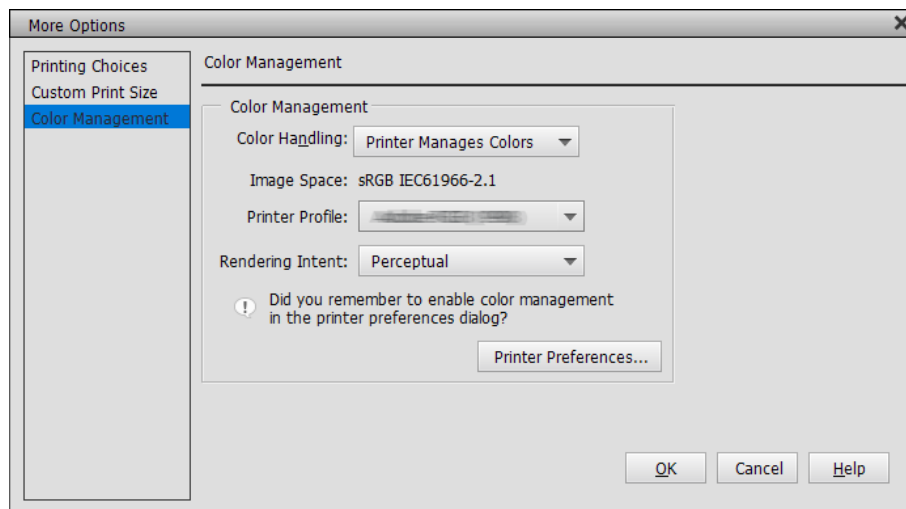 More Options
Printing Choices
Custom Print Size
Color Management
Color Management
Color Management
Color Handling: Printer Manages Colors
Image Space: sRGB IEC61966-2.1
Printer Profile:
Rendering Intent: Perceptual
Did you remember to enable color management
in the printer preferences dialog?
Printer Preferences...
OK Cancel Help